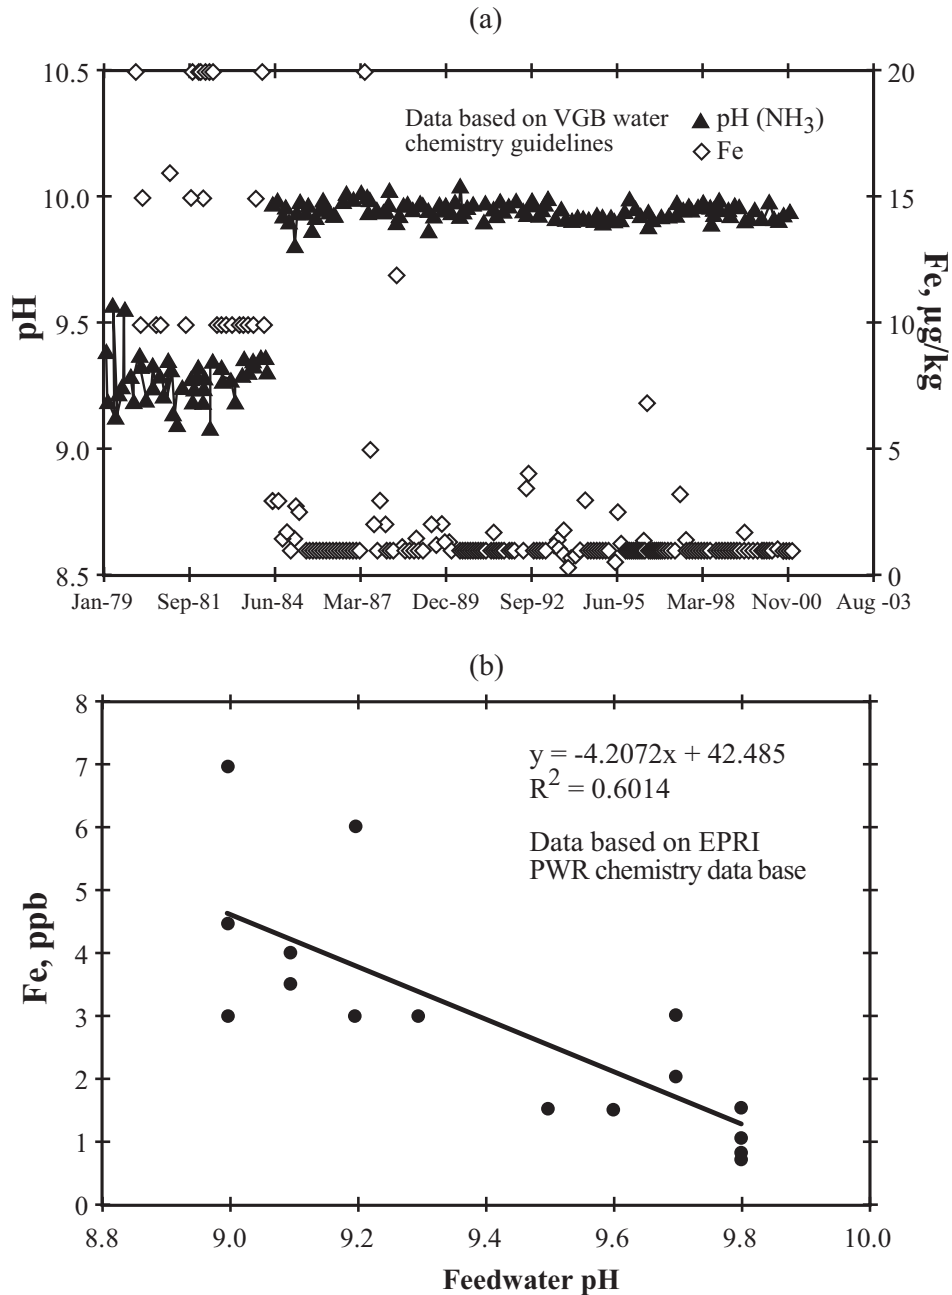 (a)
10.5
10.0
9.5
9.0
8.5
pH
20
15
10
5
0
Fe, µg/kg
Data based on VGB water
chemistry guidelines
pH (NH3)
Fe
Jan-79 Sep-81 Jun-84 Mar-87 Dec-89 Sep-92 Jun-95 Mar-98 Nov-00 Aug -03
(b)
8
7
6
5
4
3
2
1
0
Fe, ppb
y = -4.2072x + 42.485
R2 = 0.6014
Data based on EPRI
PWR chemistry data base
8.8 9.0 9.2 9.4 9.6 9.8 10.0
Feedwater pH